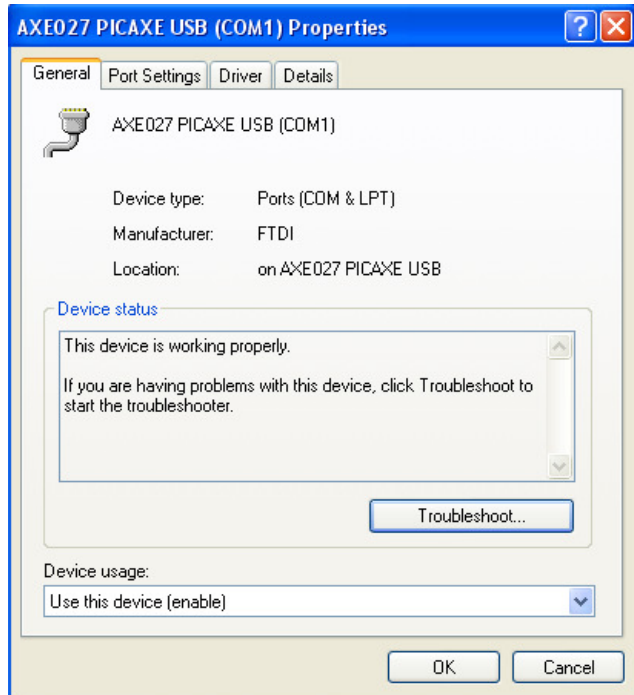 AXE027 PICAXE USB (COM1) Properties
General Port Settings Driver Details
AXE027 PICAXE USB (COM1)
Device type: Ports (COM & LPT)
Manufacturer: FTDI
Location: on AXE027 PICAXE USB
Device status
This device is working properly.
If you are having problems with this device, click Troubleshoot to
start the troubleshooter.
Troubleshoot...
Device usage:
Use this device (enable)
OK Cancel